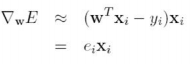 ∇_w E ≈ (w^T x_i − y_i) x_i
= e_i x_i